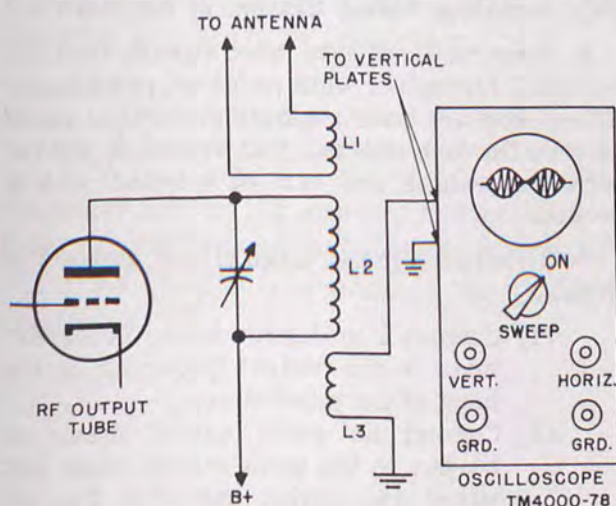 TO ANTENNA
TO VERTICAL
PLATES
L1
L2
L3
ON
SWEEP
VERT.
HORIZ.
GRD.
GRD.
RF OUTPUT
TUBE
B+
OSCILLOSCOPE
TM4000-78